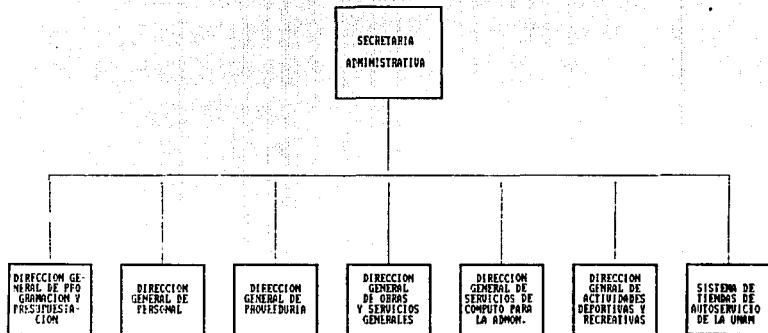 SECRETARIA
ADMINISTRATIVA
DIRECCION GE-
NERAL DE PRO
GRAMACION Y
PRESUPUESTA-
CION
DIRECCION
GENERAL DE
PERSONAL
DIRECCION
GENERAL DE
PROVEDURIA
DIRECCION
GENERAL
DE OBRAS
Y SERVICIOS
GENERALES
DIRECCION
GENERAL DE
SERVICIOS DE
COMPUTO PARA
LA ADMON.
DIRECCION
GENRAL DE
ACTIVIDADES
DEPORTIVAS Y
RECREATIVAS
SISTEMA DE
TIENDAS DE
AUTOSERVICIO
DE LA UNAM